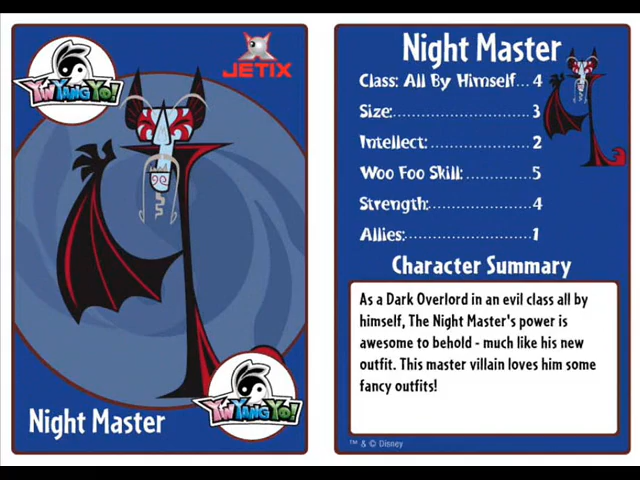 Yin Yang Yo!
JETIX
Night Master
Yin Yang Yo!
Night Master
Class: All By Himself... 4
Size:........................ 3
Intellect:................... 2
Woo Foo Skill:............. 5
Strength:.................. 4
Allies:....................... 1
Character Summary
As a Dark Overlord in an evil class all by
himself, The Night Master's power is
awesome to behold - much like his new
outfit. This master villain loves him some
fancy outfits!
™ & © Disney